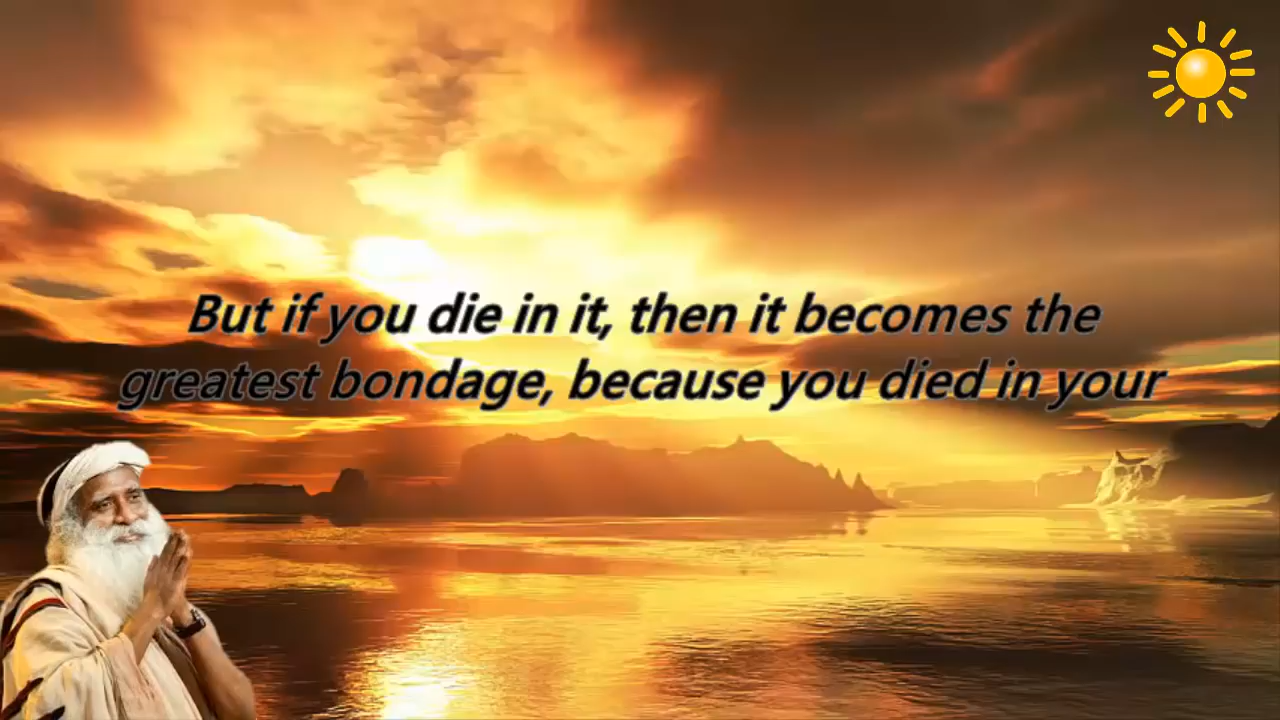 But if you die in it, then it becomes the
greatest bondage, because you died in your